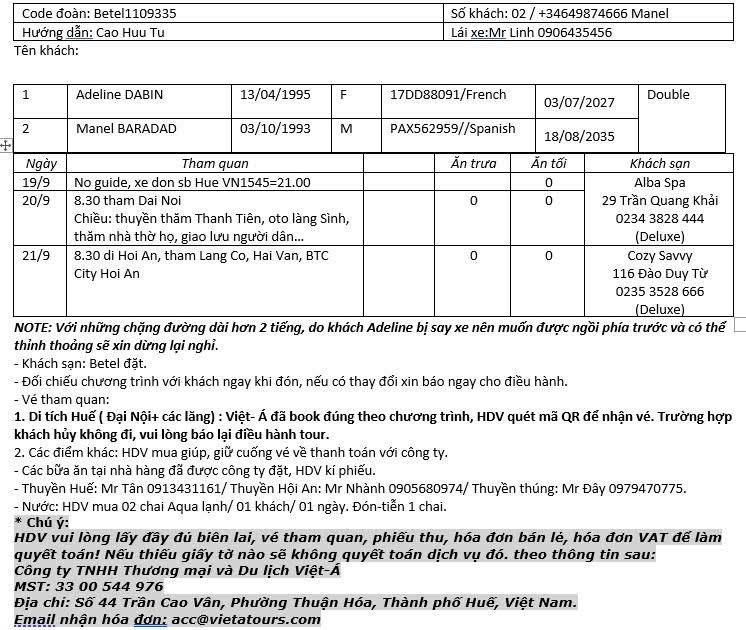 Code đoàn: Betel1109335 Số khách: 02 / +34649874666 Manel
Hướng dẫn: Cao Huu Tu Lái xe:Mr Linh 0906435456
Tên khách:
1 Adeline DABIN 13/04/1995 F 17DD88091/French 03/07/2027 Double
2 Manel BARADAD 03/10/1993 M PAX562959//Spanish 18/08/2035
Ngày Tham quan Ăn trưa Ăn tối Khách sạn
19/9 No guide, xe don sb Hue VN1545=21.00 0 Alba Spa
20/9 8.30 tham Dai Noi 0 0 29 Trần Quang Khải
Chiều: thuyền thăm Thanh Tiên, oto làng Sình, 0234 3828 444
thăm nhà thờ họ, giao lưu người dân... (Deluxe)
21/9 8.30 di Hoi An, tham Lang Co, Hai Van, BTC 0 0 Cozy Savvy
City Hoi An 116 Đào Duy Từ
0235 3528 666
(Deluxe)
NOTE: Với những chặng đường dài hơn 2 tiếng, do khách Adeline bị say xe nên muốn được ngồi phía trước và có thể
thỉnh thoảng sẽ xin dừng lại nghỉ.
- Khách sạn: Betel đặt.
- Đối chiếu chương trình với khách ngay khi đón, nếu có thay đổi xin báo ngay cho điều hành.
- Vé tham quan:
1. Di tích Huế ( Đại Nội+ các lăng) : Việt- Á đã book đúng theo chương trình, HDV quét mã QR để nhận vé. Trường hợp
khách hủy không đi, vui lòng báo lại điều hành tour.
2. Các điểm khác: HDV mua giúp, giữ cuống vé về thanh toán với công ty.
- Các bữa ăn tại nhà hàng đã được công ty đặt, HDV kí phiếu.
- Thuyền Huế: Mr Tân 0913431161/ Thuyền Hội An: Mr Nhành 0905680974/ Thuyền thúng: Mr Đây 0979470775.
- Nước: HDV mua 02 chai Aqua lạnh/ 01 khách/ 01 ngày. Đón-tiễn 1 chai.
* Chú ý:
HDV vui lòng lấy đầy đủ biên lai, vé tham quan, phiếu thu, hóa đơn bán lẻ, hóa đơn VAT để làm
quyết toán! Nếu thiếu giấy tờ nào sẽ không quyết toán dịch vụ đó. theo thông tin sau:
Công ty TNHH Thương mại và Du lịch Việt-Á
MST: 33 00 544 976
Địa chỉ: Số 44 Trần Cao Vân, Phường Thuận Hóa, Thành phố Huế, Việt Nam.
Email nhận hóa đơn: acc@vietatours.com